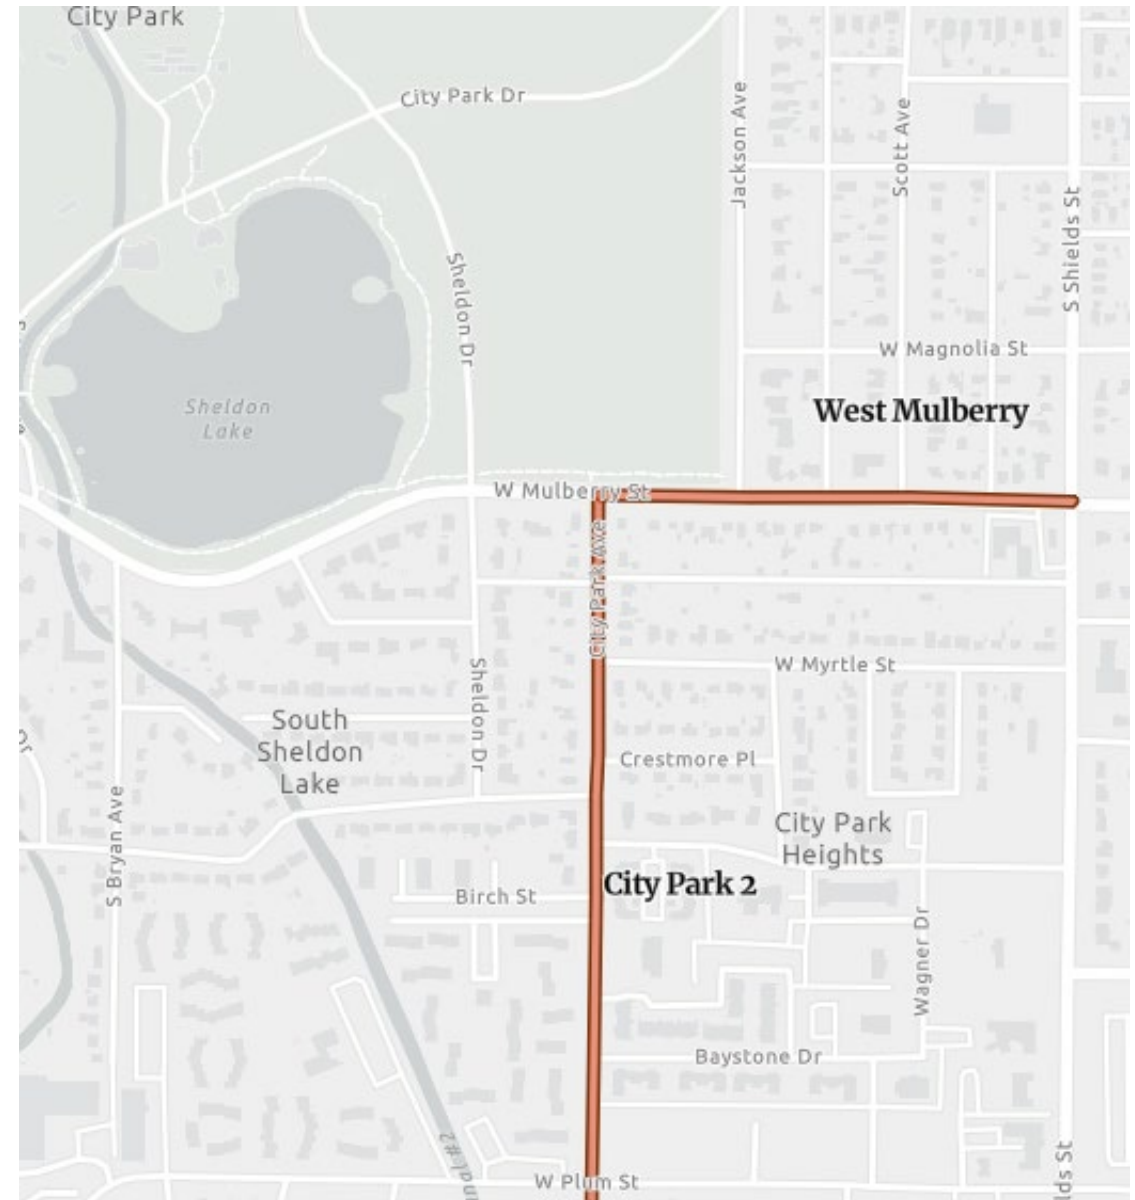 City Park
City Park Dr
Jackson Ave
Scott Ave
S Shields St
Sheldon Dr
W Magnolia St
Sheldon
Lake
West Mulberry
W Mulberry St
City Park Ave
W Myrtle St
Sheldon Dr
South
Sheldon
Lake
Crestmore Pl
S Bryan Ave
City Park
Heights
City Park 2
Birch St
Wagner Dr
Baystone Dr
W Plum St